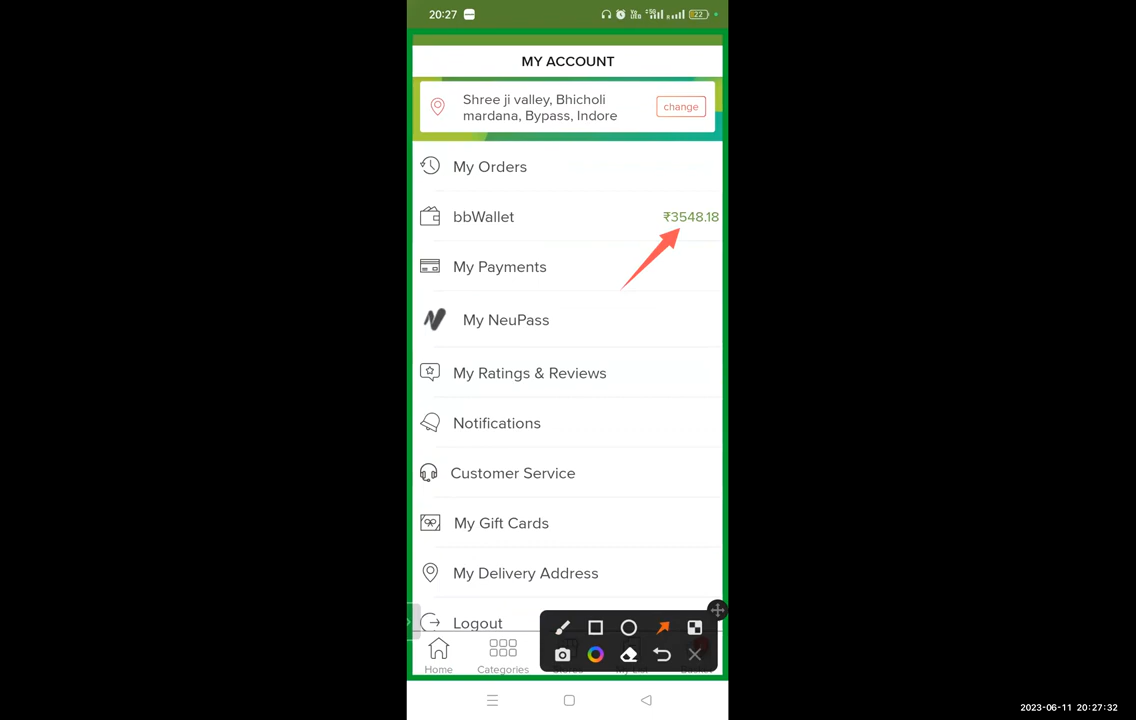 20:27
22
MY ACCOUNT
Shree ji valley, Bhicholi
mardana, Bypass, Indore
change
My Orders
bbWallet
₹3548.18
My Payments
My NeuPass
My Ratings & Reviews
Notifications
Customer Service
My Gift Cards
My Delivery Address
Logout
Home
Categories
2023-06-11 20:27:32